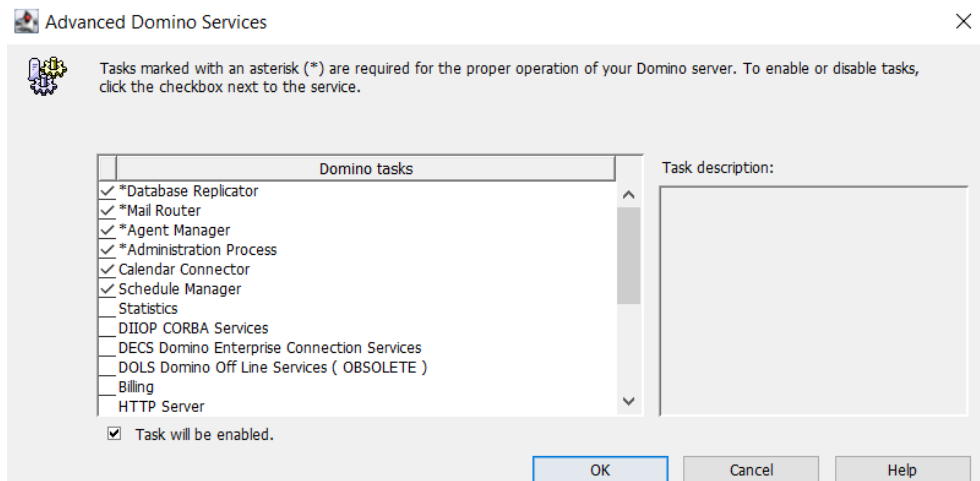 Advanced Domino Services
Tasks marked with an asterisk (*) are required for the proper operation of your Domino server. To enable or disable tasks,
click the checkbox next to the service.
Domino tasks
*Database Replicator
*Mail Router
*Agent Manager
*Administration Process
Calendar Connector
Schedule Manager
Statistics
DIIOP CORBA Services
DECS Domino Enterprise Connection Services
DOLS Domino Off Line Services ( OBSOLETE )
Billing
HTTP Server
Task will be enabled.
Task description:
OK
Cancel
Help